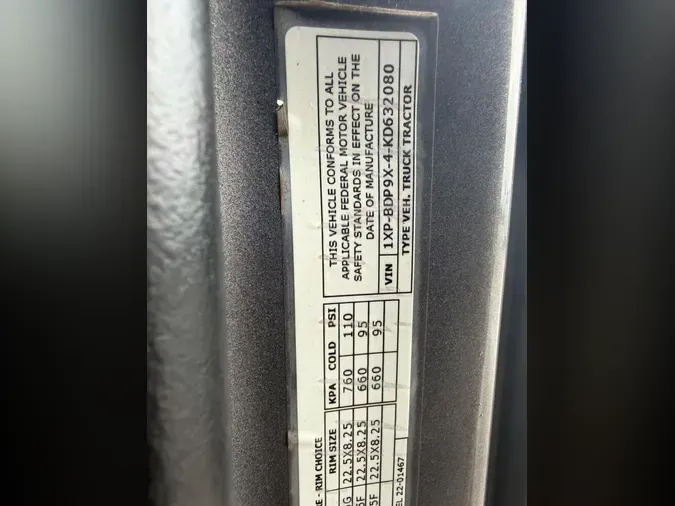 THIS VEHICLE CONFORMS TO ALL
APPLICABLE FEDERAL MOTOR VEHICLE
SAFETY STANDARDS IN EFFECT ON THE
DATE OF MANUFACTURE
VIN 1XP-BDP9X-4-KD632080
TYPE VEH. TRUCK TRACTOR
- RIM CHOICE
RIM SIZE KPA COLD PSI
22.5X8.25 760 110
22.5X8.25 660 95
22.5X8.25 660 95
22-01467